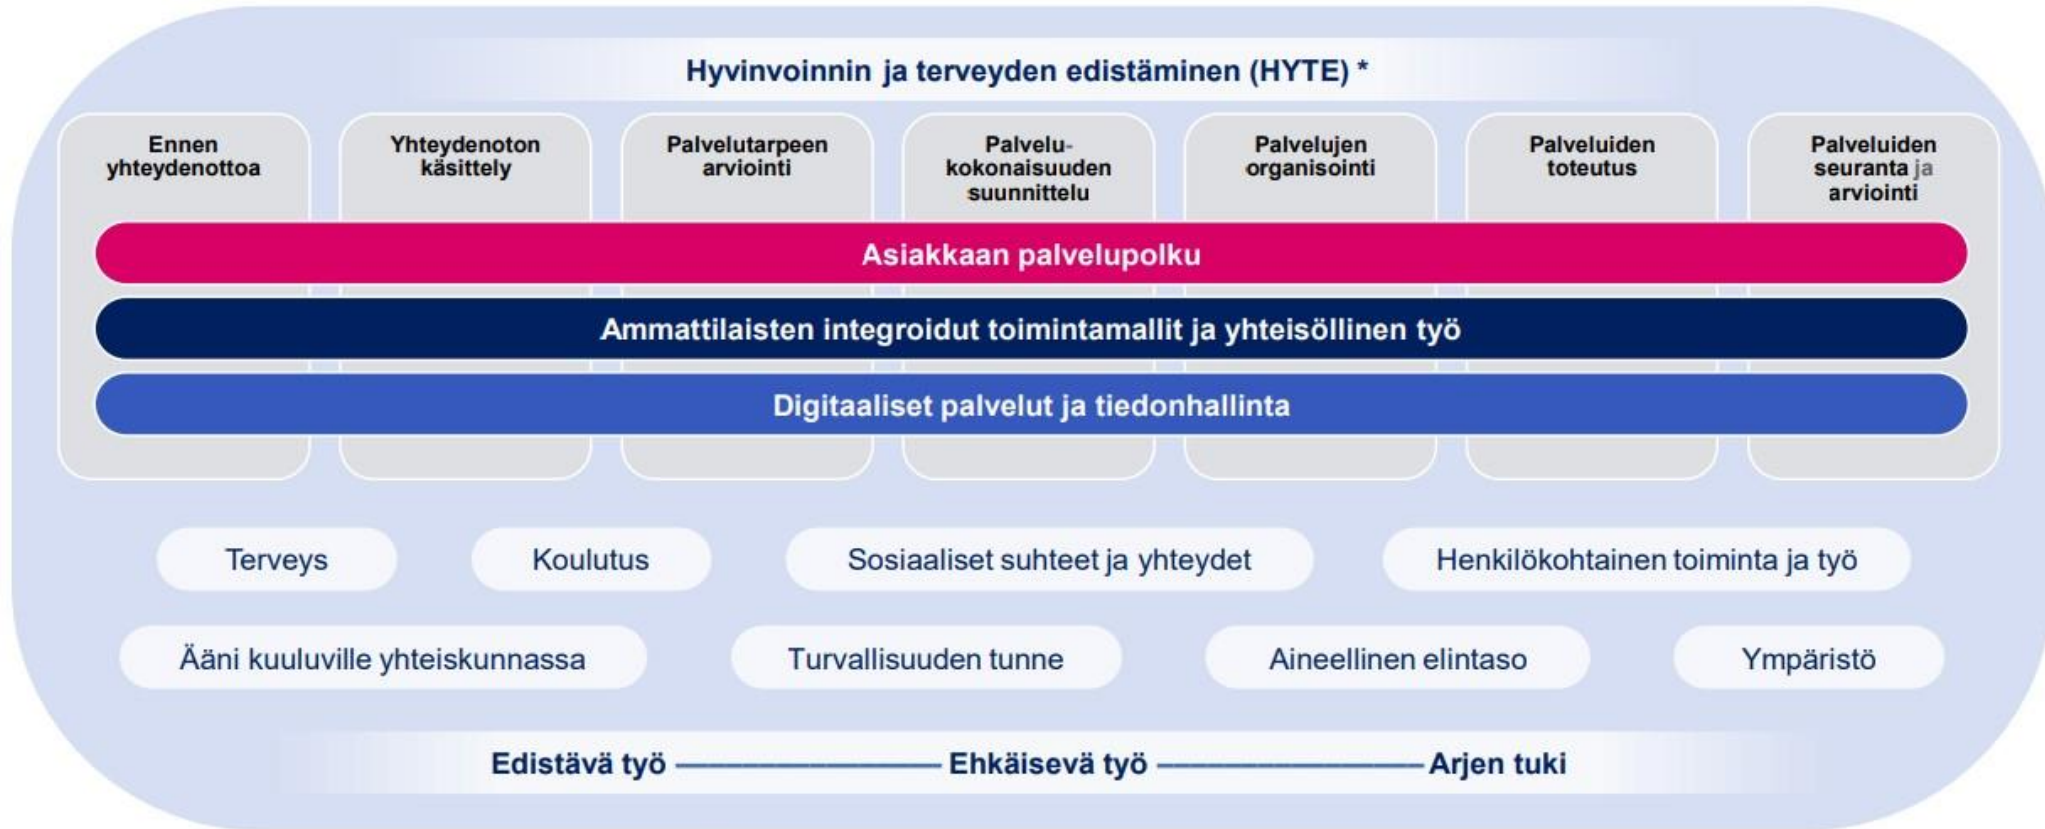 Hyvinvoinnin ja terveyden edistäminen (HYTE) *
Ennen
yhteydenottoa
Yhteydenoton
käsittely
Palvelutarpeen
arviointi
Palvelu-
kokonaisuuden
suunnittelu
Palvelujen
organisointi
Palveluiden
toteutus
Palveluiden
seuranta ja
arviointi
Asiakkaan palvelupolku
Ammattilaisten integroidut toimintamallit ja yhteisöllinen työ
Digitaaliset palvelut ja tiedonhallinta
Terveys
Koulutus
Sosiaaliset suhteet ja yhteydet
Henkilökohtainen toiminta ja työ
Ääni kuuluville yhteiskunnassa
Turvallisuuden tunne
Aineellinen elintaso
Ympäristö
Edistävä työ
Ehkäisevä työ
Arjen tuki